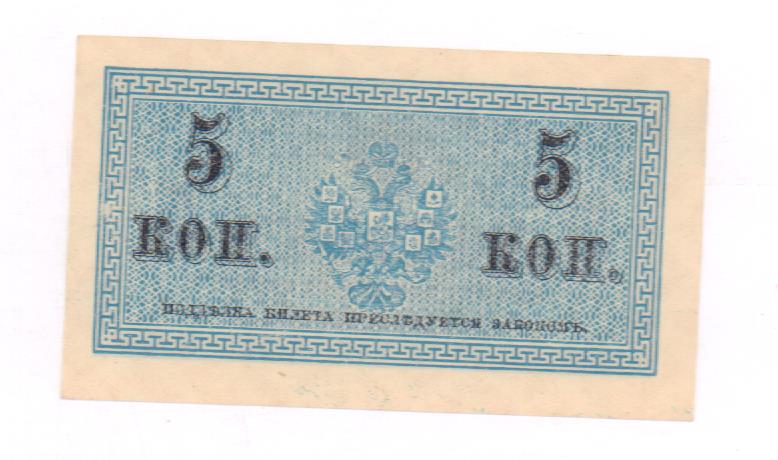 5 5
КОП. КОП.
ПОДДѢЛКА БИЛЕТА ПРЕСЛѢДУЕТСЯ ЗАКОНОМЪ.